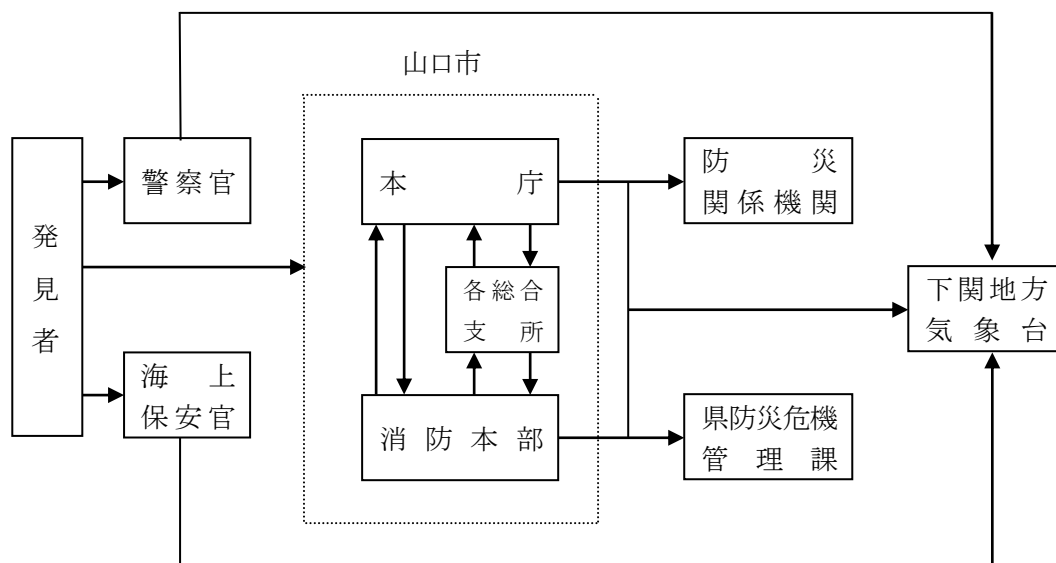 山口市
発見者
警察官
海上
保安官
本庁
各総合
支所
消防本部
防災
関係機関
県防災危機
管理課
下関地方
気象台